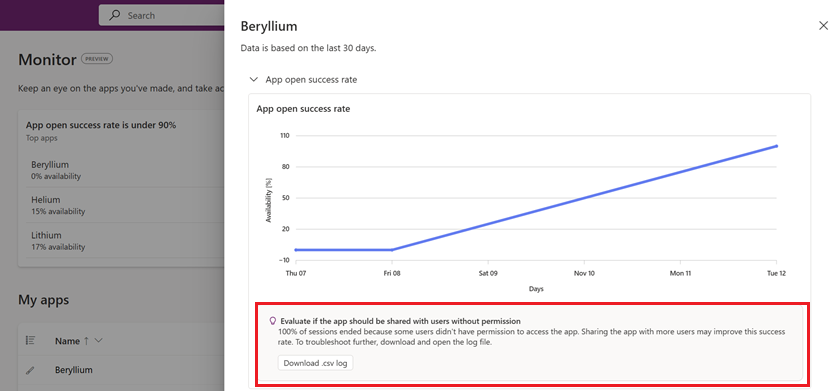 Search
Monitor PREVIEW
Keep an eye on the apps you've made, and take ac
App open success rate is under 90%
Top apps
Beryllium
0% availability
Helium
15% availability
Lithium
17% availability
My apps
Name
Beryllium
Beryllium
Data is based on the last 30 days.
App open success rate
App open success rate
110
80
50
20
−10
Availability [%]
Thu 07 Fri 08 Sat 09 Nov 10 Mon 11 Tue 12
Days
Evaluate if the app should be shared with users without permission
100% of sessions ended because some users didn't have permission to access the app. Sharing the app with more users may improve this success
rate. To troubleshoot further, download and open the log file.
Download .csv log